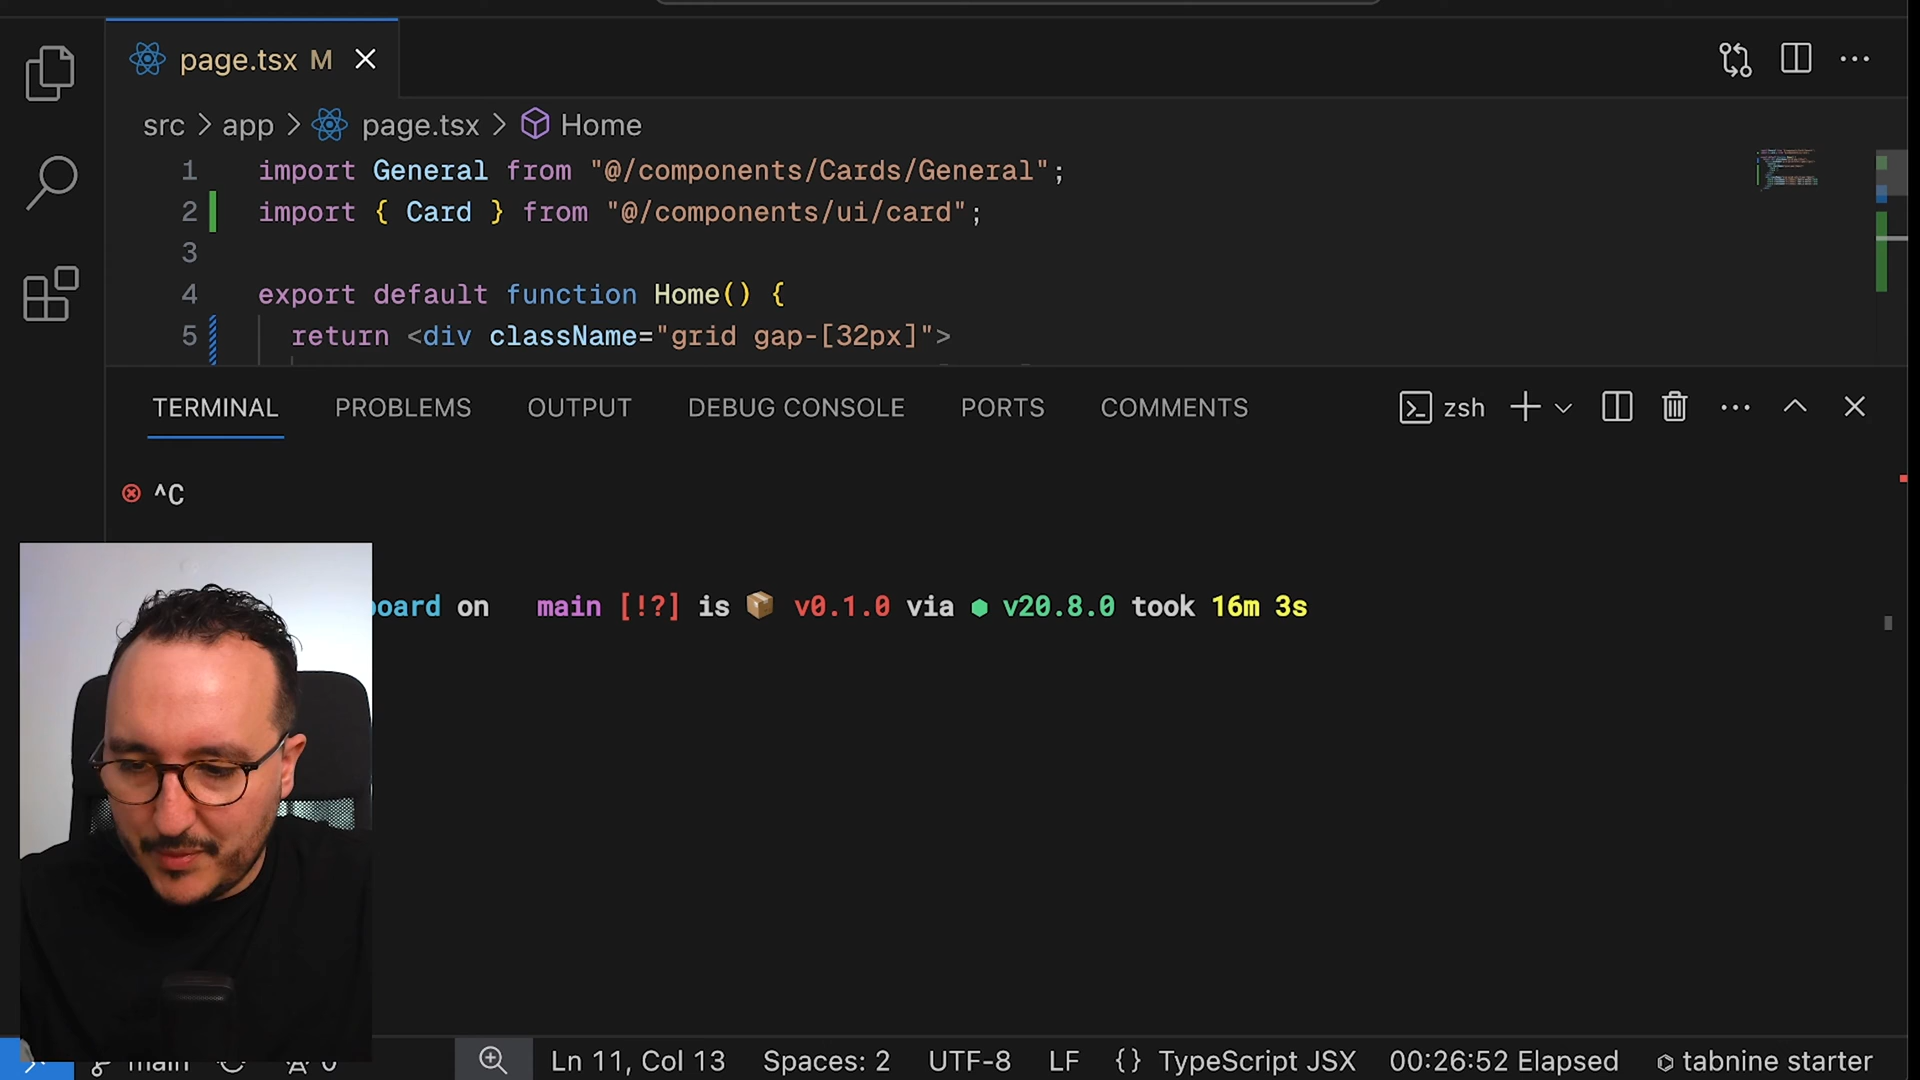 page.tsx M
src > app > page.tsx > Home
1 import General from "@/components/Cards/General";
2 import { Card } from "@/components/ui/card";
3
4 export default function Home() {
5 return <div className="grid gap-[32px]">
TERMINAL PROBLEMS OUTPUT DEBUG CONSOLE PORTS COMMENTS zsh
^C
board on main [!?] is v0.1.0 via v20.8.0 took 16m 3s
main 0 Ln 11, Col 13 Spaces: 2 UTF-8 LF {} TypeScript JSX 00:26:52 Elapsed tabnine starter